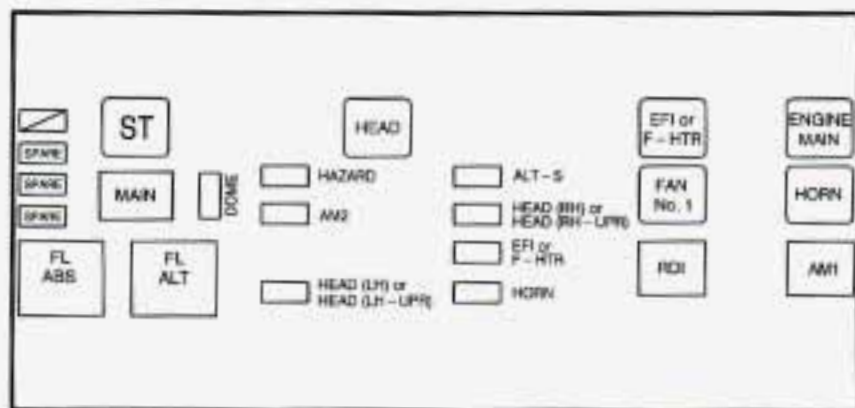 ST
HEAD
EFI or
F – HTR
ENGINE
MAIN
SPARE
SPARE
SPARE
MAIN
DOME
HAZARD
AM2
ALT – S
HEAD (RH) or
HEAD (RH – UPR)
EFI or
F – HTR
FAN
No. 1
HORN
FL
ABS
FL
ALT
HEAD (LH) or
HEAD (LH – UPR)
HORN
RDI
AM1